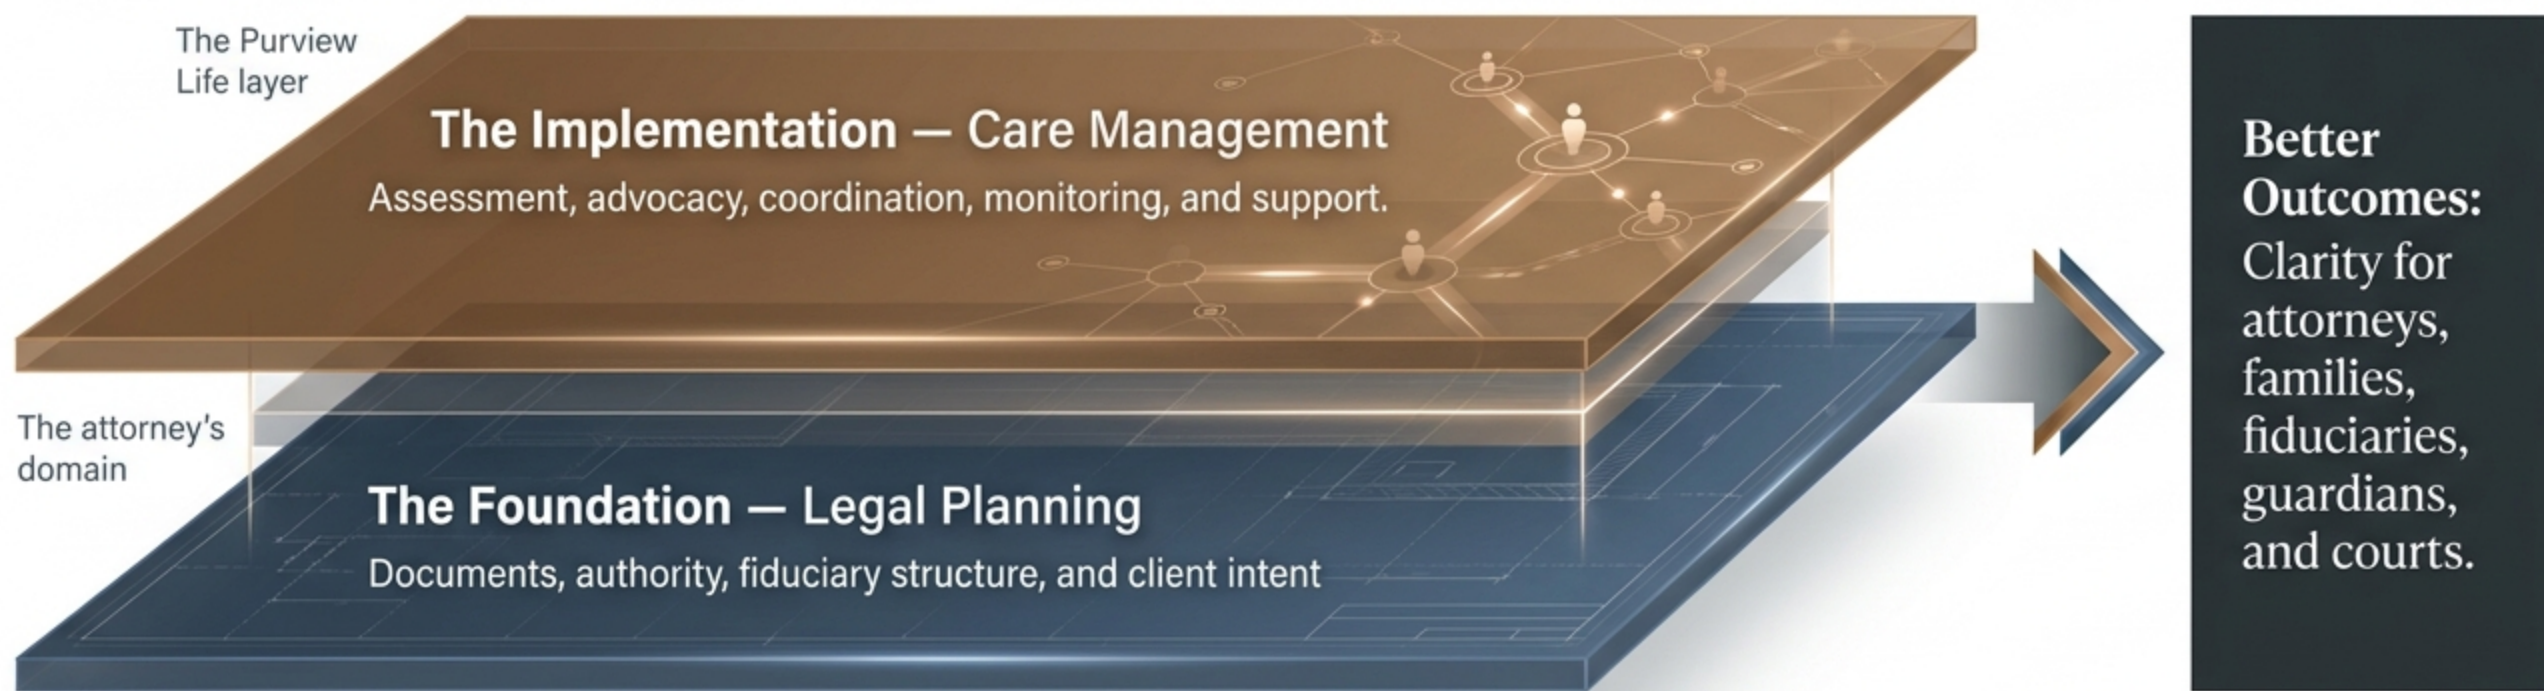 The Purview
Life layer
The Implementation — Care Management
Assessment, advocacy, coordination, monitoring, and support.
The attorney's
domain
The Foundation — Legal Planning
Documents, authority, fiduciary structure, and client intent
Better
Outcomes:
Clarity for
attorneys,
families,
fiduciaries,
guardians,
and courts.